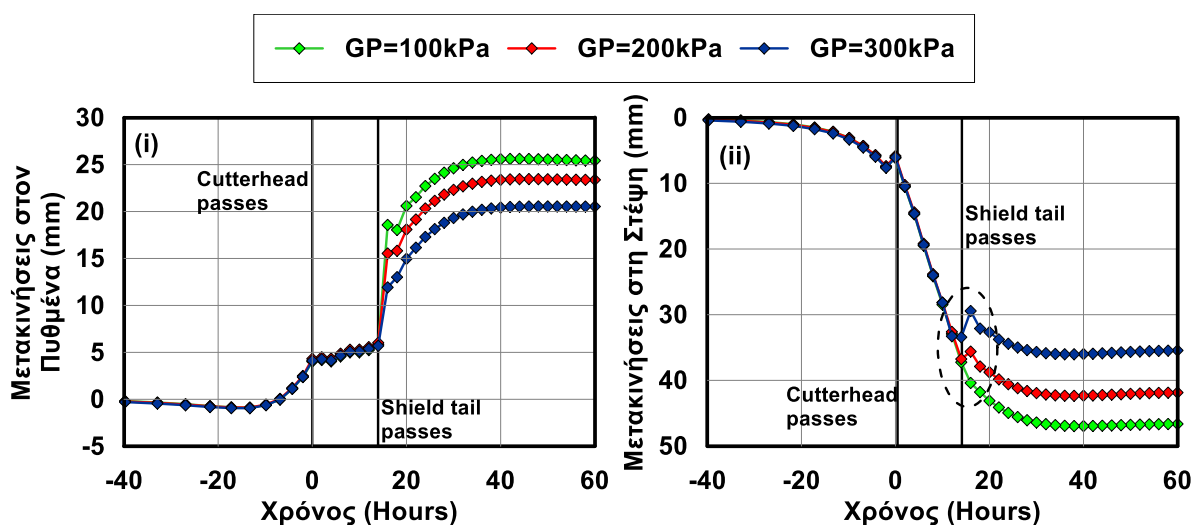 GP=100kPa GP=200kPa GP=300kPa
Μετακινήσεις στον
Πυθμένα (mm)
30
25
20
15
10
5
0
-5
(i)
Cutterhead
passes
Shield tail
passes
-40 -20 0 20 40 60
Χρόνος (Hours)
Μετακινήσεις στη Στέψη (mm)
0
10
20
30
40
50
(ii)
Shield tail
passes
Cutterhead
passes
-40 -20 0 20 40 60
Χρόνος (Hours)